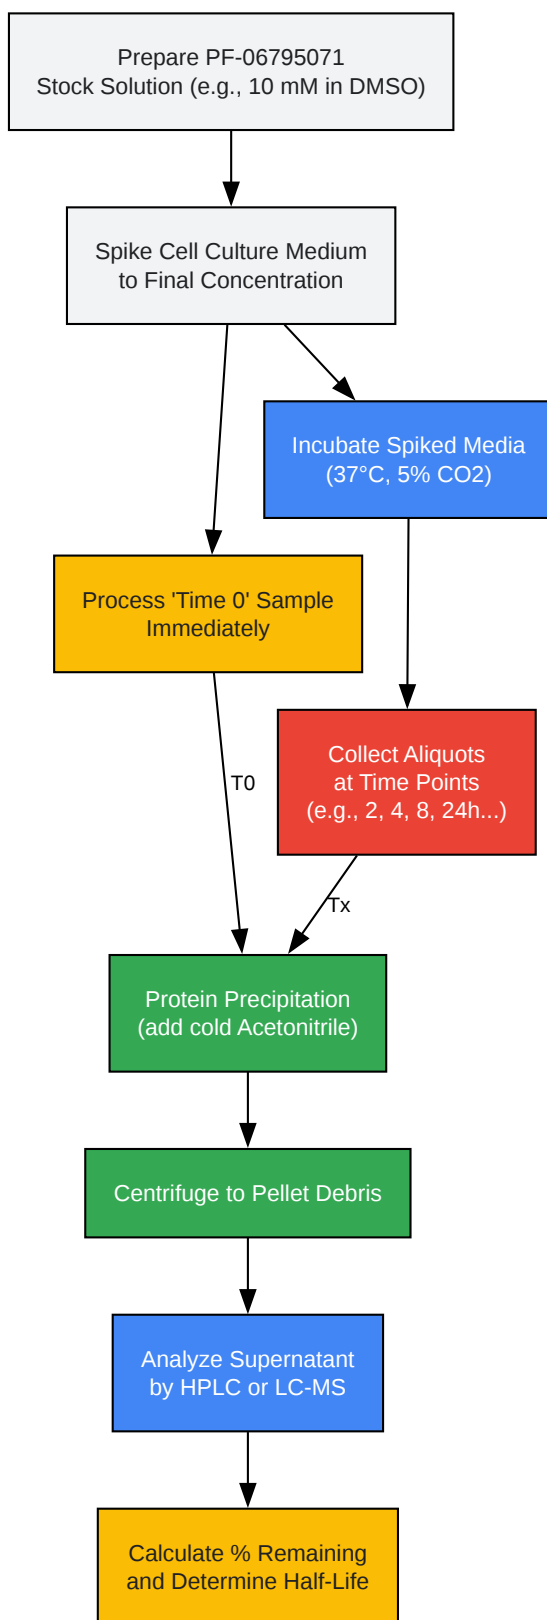 Prepare PF-06795071
Stock Solution (e.g., 10 mM in DMSO)
Spike Cell Culture Medium
to Final Concentration
Incubate Spiked Media
(37°C, 5% CO2)
Process 'Time 0' Sample
Immediately
Collect Aliquots
at Time Points
(e.g., 2, 4, 8, 24h...)
T0
Tx
Protein Precipitation
(add cold Acetonitrile)
Centrifuge to Pellet Debris
Analyze Supernatant
by HPLC or LC-MS
Calculate % Remaining
and Determine Half-Life